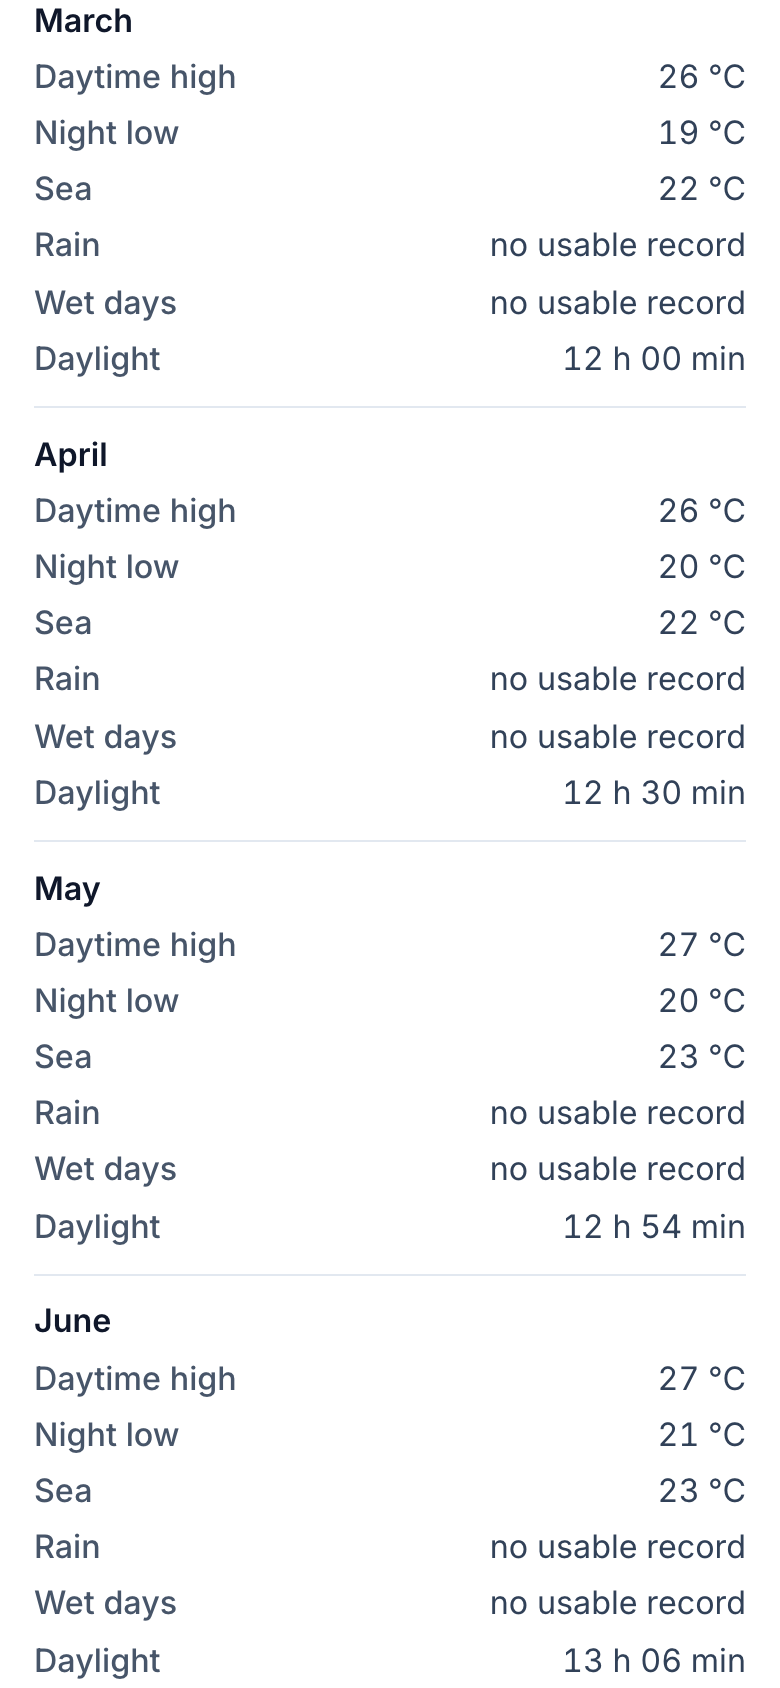 March
Daytime high 26 °C
Night low 19 °C
Sea 22 °C
Rain no usable record
Wet days no usable record
Daylight 12 h 00 min
April
Daytime high 26 °C
Night low 20 °C
Sea 22 °C
Rain no usable record
Wet days no usable record
Daylight 12 h 30 min
May
Daytime high 27 °C
Night low 20 °C
Sea 23 °C
Rain no usable record
Wet days no usable record
Daylight 12 h 54 min
June
Daytime high 27 °C
Night low 21 °C
Sea 23 °C
Rain no usable record
Wet days no usable record
Daylight 13 h 06 min